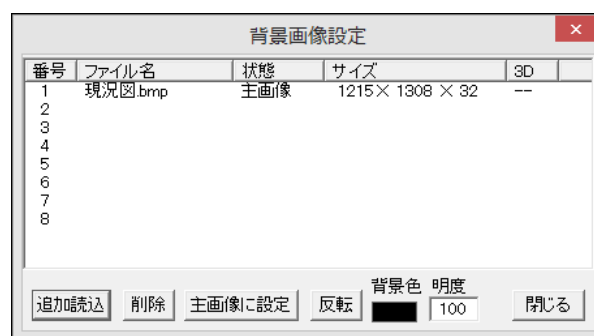 背景画像設定
番号 ファイル名 状態 サイズ 3D
1 現況図.bmp 主画像 1215× 1308 × 32 --
2
3
4
5
6
7
8
背景色 明度
追加読込 削除 主画像に設定 反転 100 閉じる